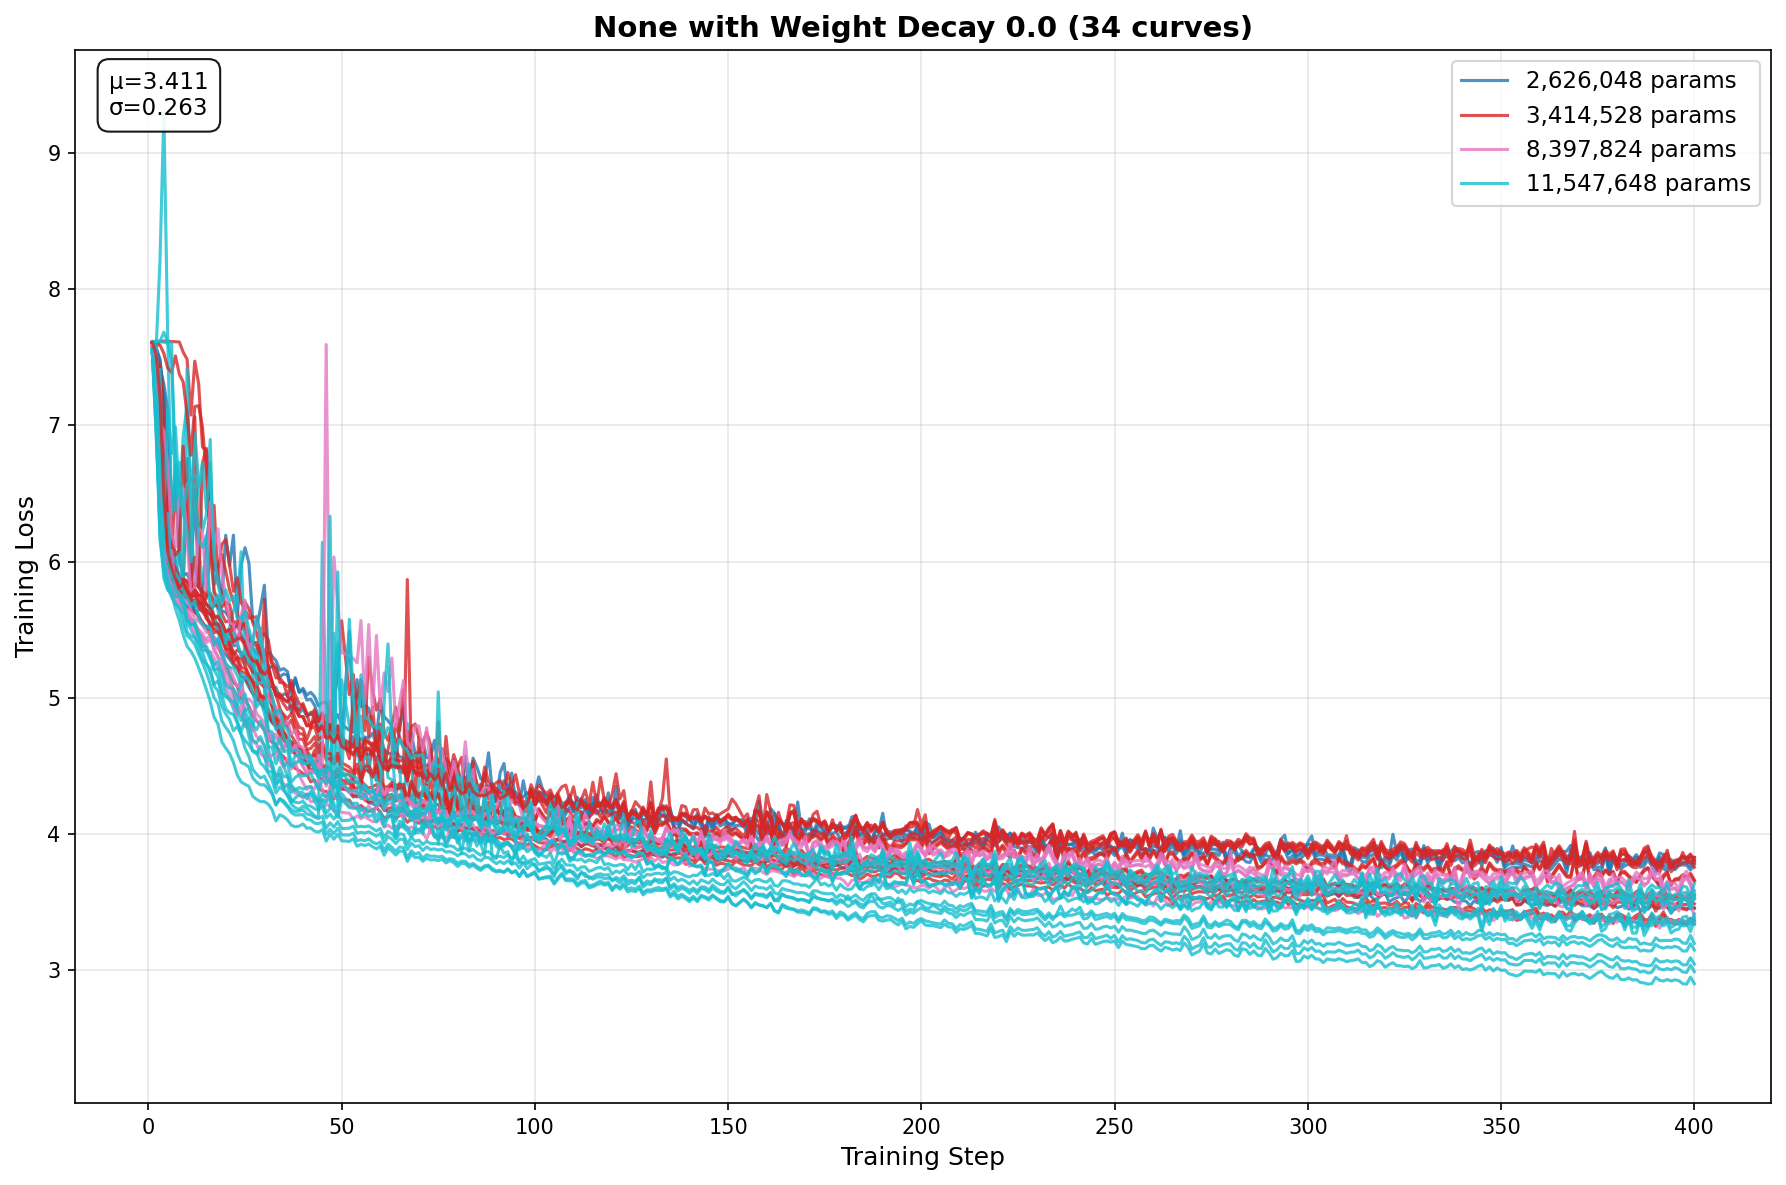 None with Weight Decay 0.0 (34 curves)
μ=3.411
σ=0.263
2,626,048 params
3,414,528 params
8,397,824 params
11,547,648 params
Training Loss
9
8
7
6
5
4
3
0 50 100 150 200 250 300 350 400
Training Step